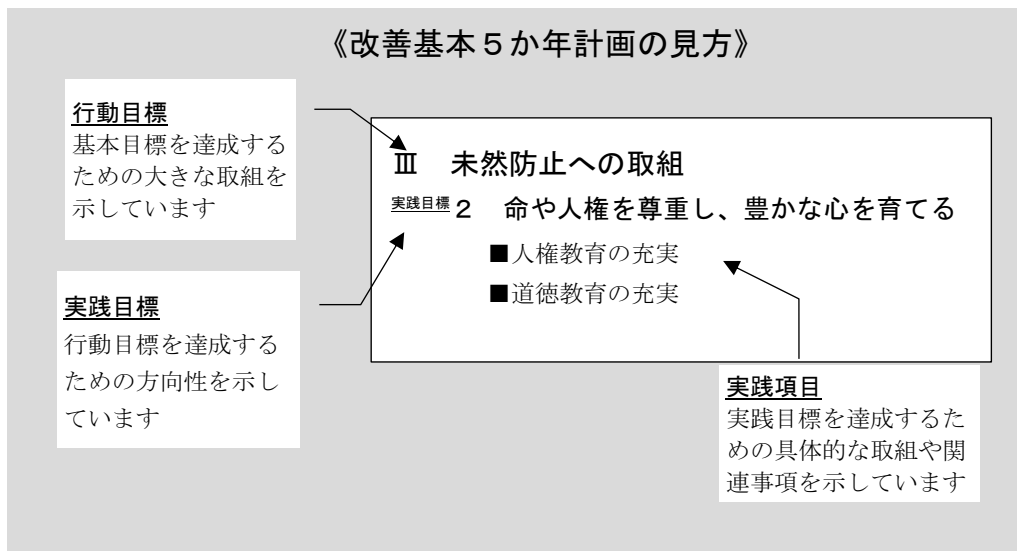 《改善基本５か年計画の見方》
行動目標
基本目標を達成する
ための大きな取組を
示しています
Ⅲ　未然防止への取組
実践目標２　命や人権を尊重し、豊かな心を育てる
■人権教育の充実
■道徳教育の充実
実践目標
行動目標を達成する
ための方向性を示し
ています
実践項目
実践目標を達成するた
めの具体的な取組や関
連事項を示しています